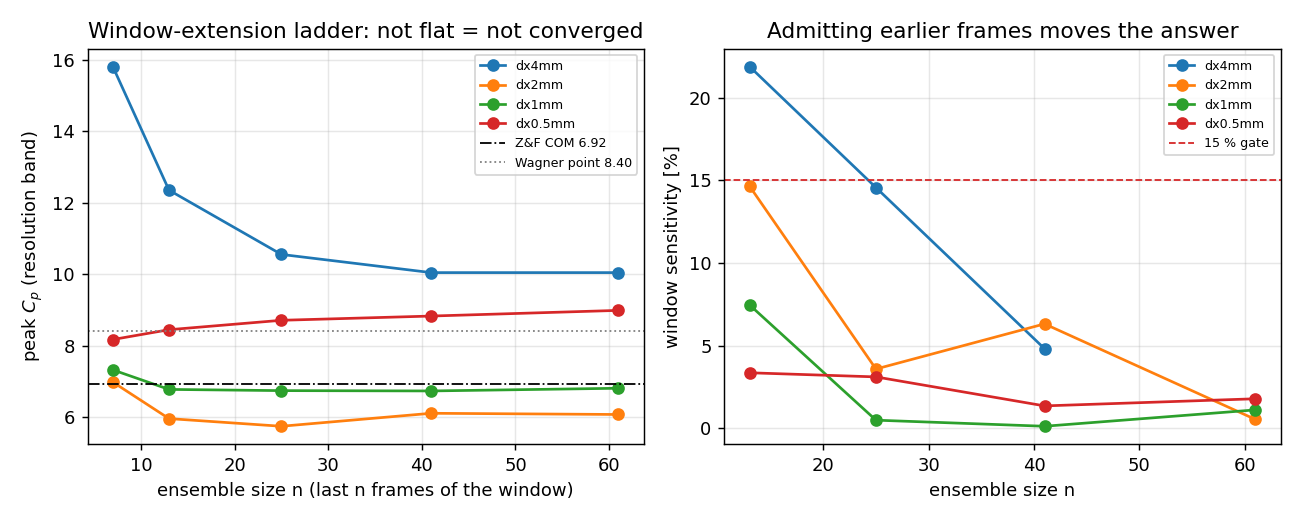 Window-extension ladder: not flat = not converged
peak Cp (resolution band)
16
14
12
10
8
6
10 20 30 40 50 60
ensemble size n (last n frames of the window)
dx4mm
dx2mm
dx1mm
dx0.5mm
Z&F COM 6.92
Wagner point 8.40
Admitting earlier frames moves the answer
window sensitivity [%]
20
15
10
5
0
20 30 40 50 60
ensemble size n
dx4mm
dx2mm
dx1mm
dx0.5mm
15 % gate